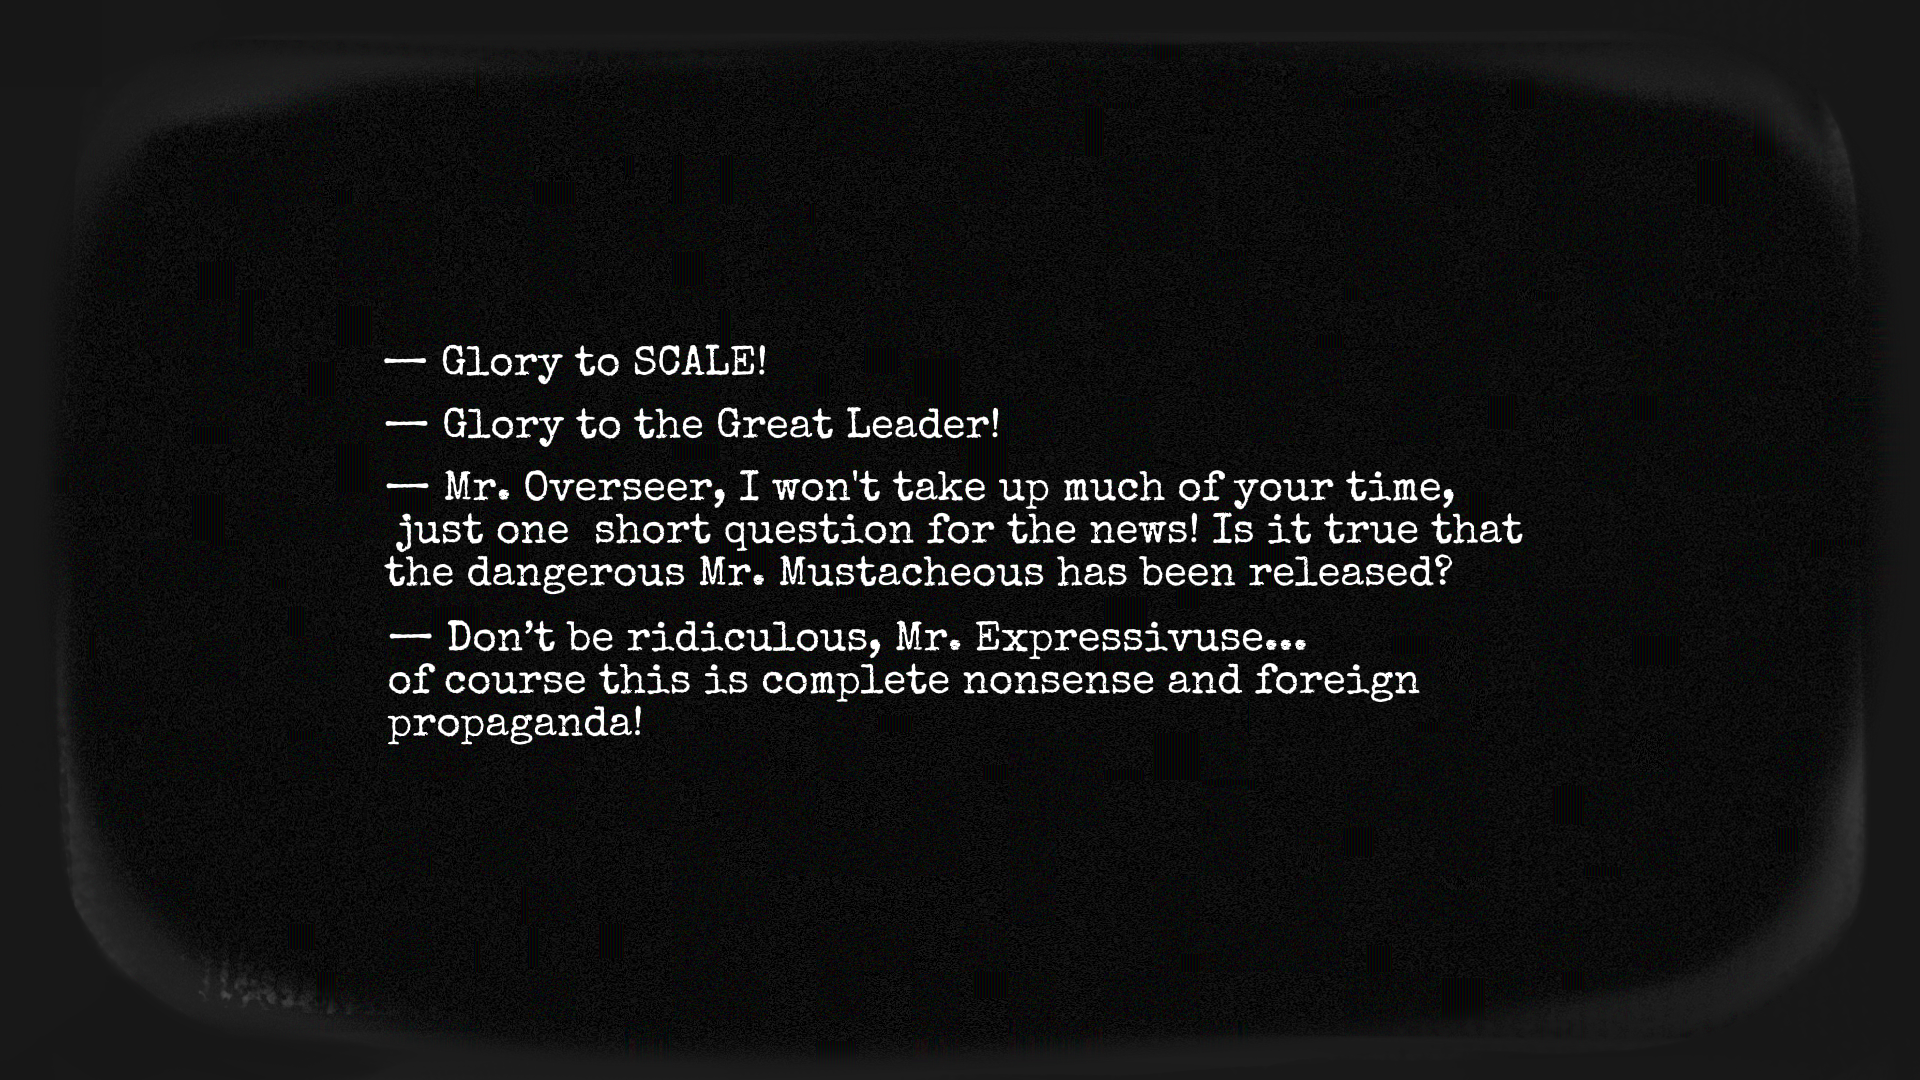 — Glory to SCALE!
— Glory to the Great Leader!
— Mr. Overseer, I won't take up much of your time,
just one  short question for the news! Is it true that
the dangerous Mr. Mustacheous has been released?
— Don’t be ridiculous, Mr. Expressivuse...
of course this is complete nonsense and foreign
propaganda!